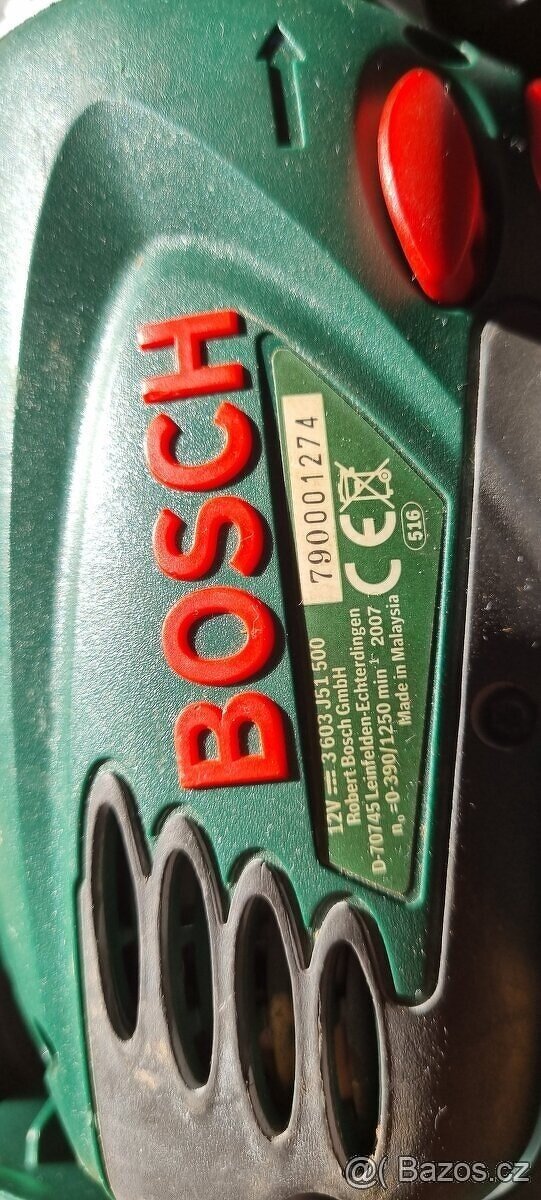 BOSCH
790001274
CE
516
12V 3 603 J51 500
Robert Bosch GmbH
D-70745 Leinfelden-Echterdingen
n₀=0-390/1250 min⁻¹ 2007
Made in Malaysia
@( Bazos.cz